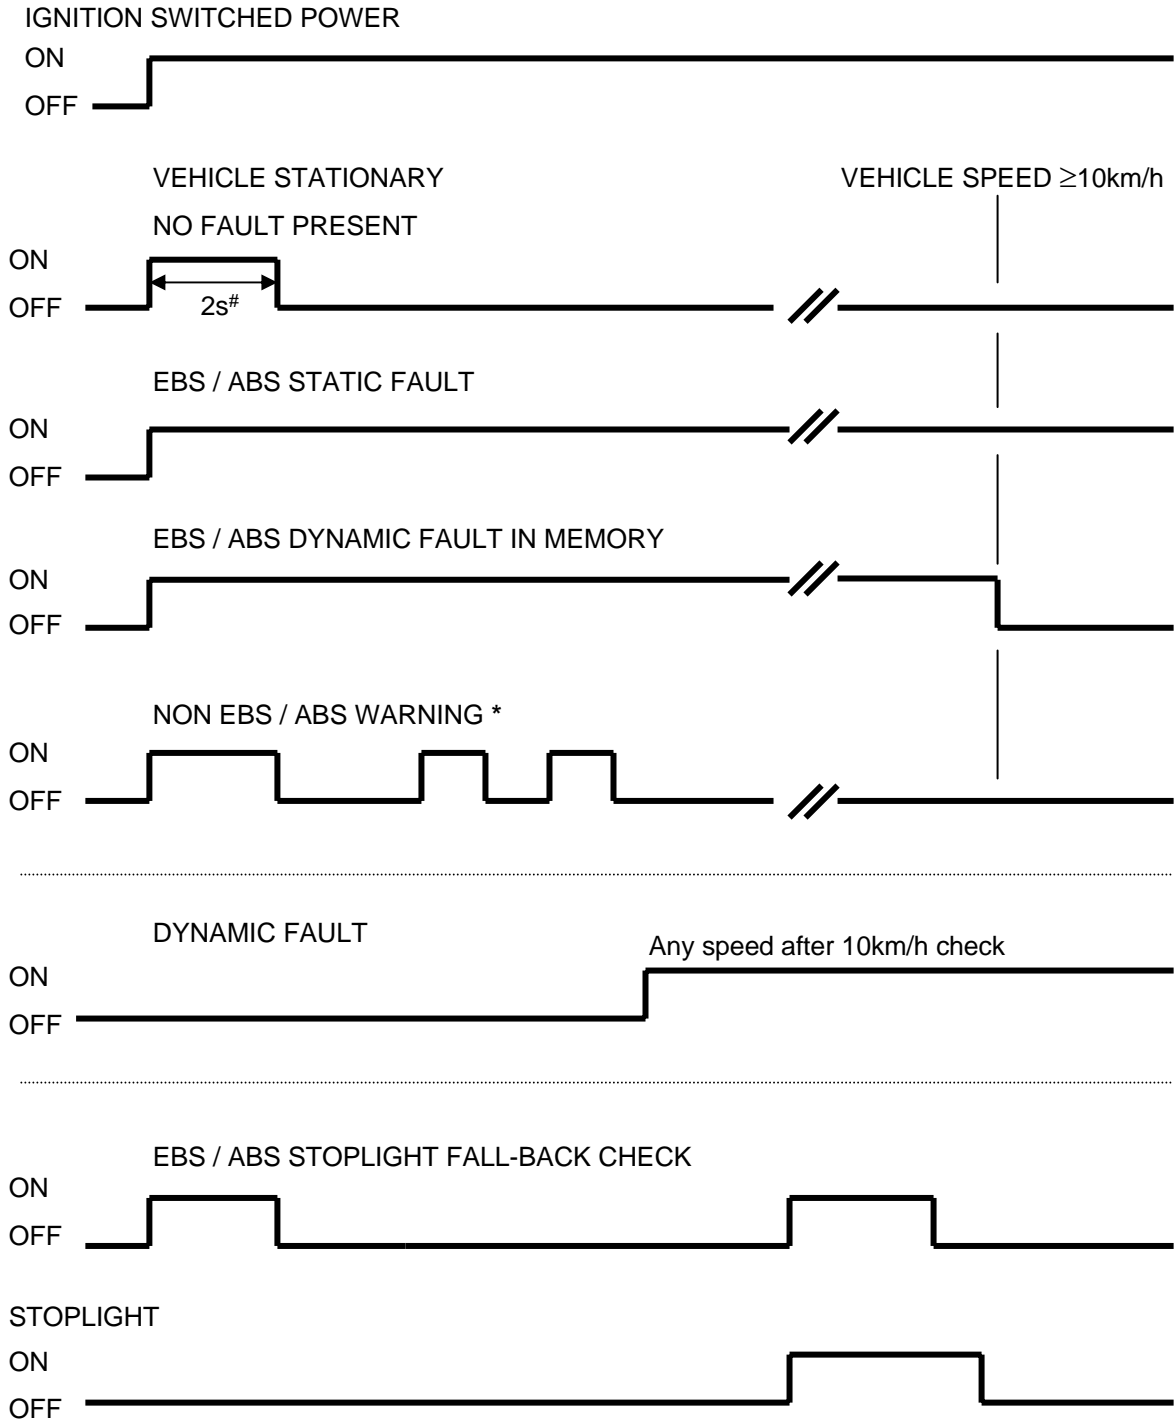 IGNITION SWITCHED POWER
ON
OFF
VEHICLE STATIONARY
VEHICLE SPEED ≥10km/h
NO FAULT PRESENT
ON
OFF
2s#
EBS / ABS STATIC FAULT
ON
OFF
EBS / ABS DYNAMIC FAULT IN MEMORY
ON
OFF
NON EBS / ABS WARNING *
ON
OFF
DYNAMIC FAULT
Any speed after 10km/h check
ON
OFF
EBS / ABS STOPLIGHT FALL-BACK CHECK
ON
OFF
STOPLIGHT
ON
OFF